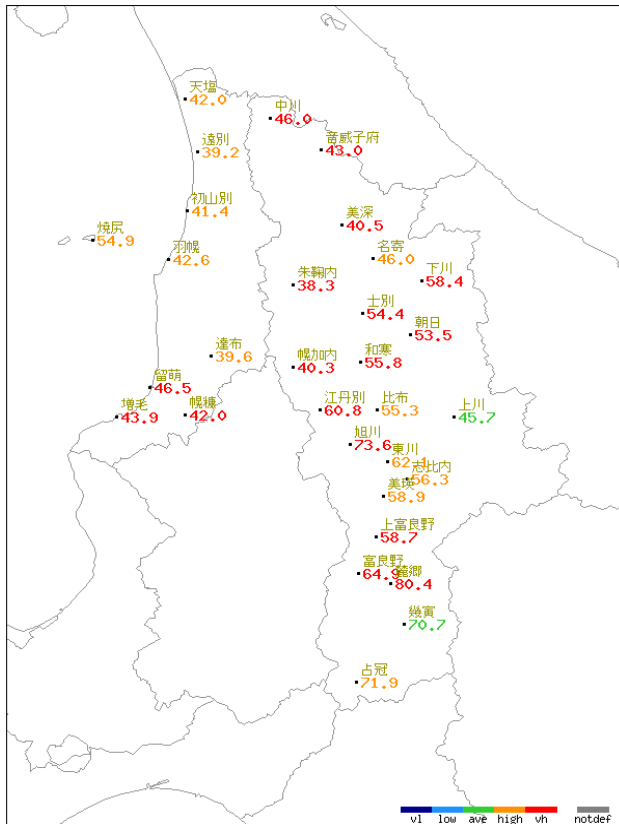 天塩
42.0
中川
46.0
遠別
39.2
音威子府
43.0
初山別
41.4
美深
40.5
焼尻
54.9
羽幌
42.6
名寄
46.0
下川
58.4
朱鞠内
38.3
士別
54.4
朝日
53.5
達布
39.6
幌加内
40.3
和寒
55.8
留萌
46.5
増毛
43.9
幌糠
42.0
江丹別
60.8
比布
55.3
上川
45.7
旭川
73.6
東川
62.1
志比内
56.3
美瑛
58.9
上富良野
58.7
富良野
64.9
麓郷
80.4
幾寅
70.7
占冠
71.9
vl low ave high vh notdef